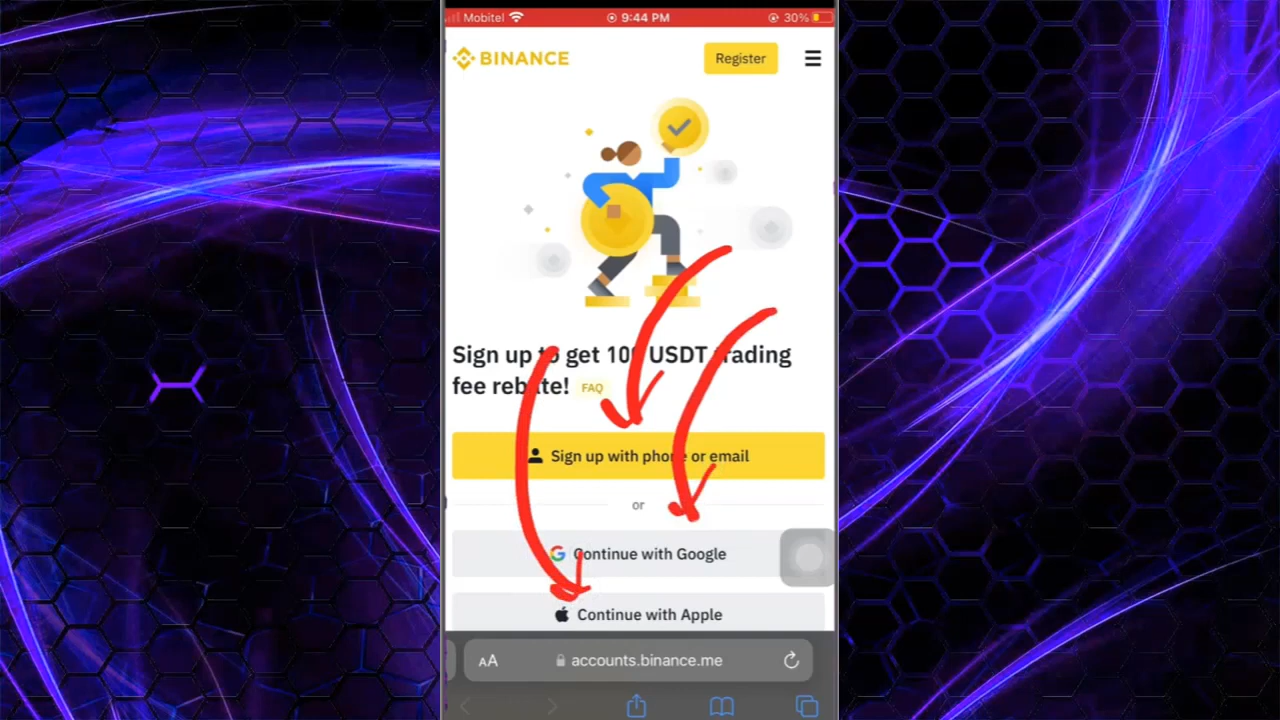 Mobitel 9:44 PM 30%
BINANCE Register
Sign up to get 100 USDT trading
fee rebate! FAQ
Sign up with phone or email
or
Continue with Google
Continue with Apple
AA accounts.binance.me